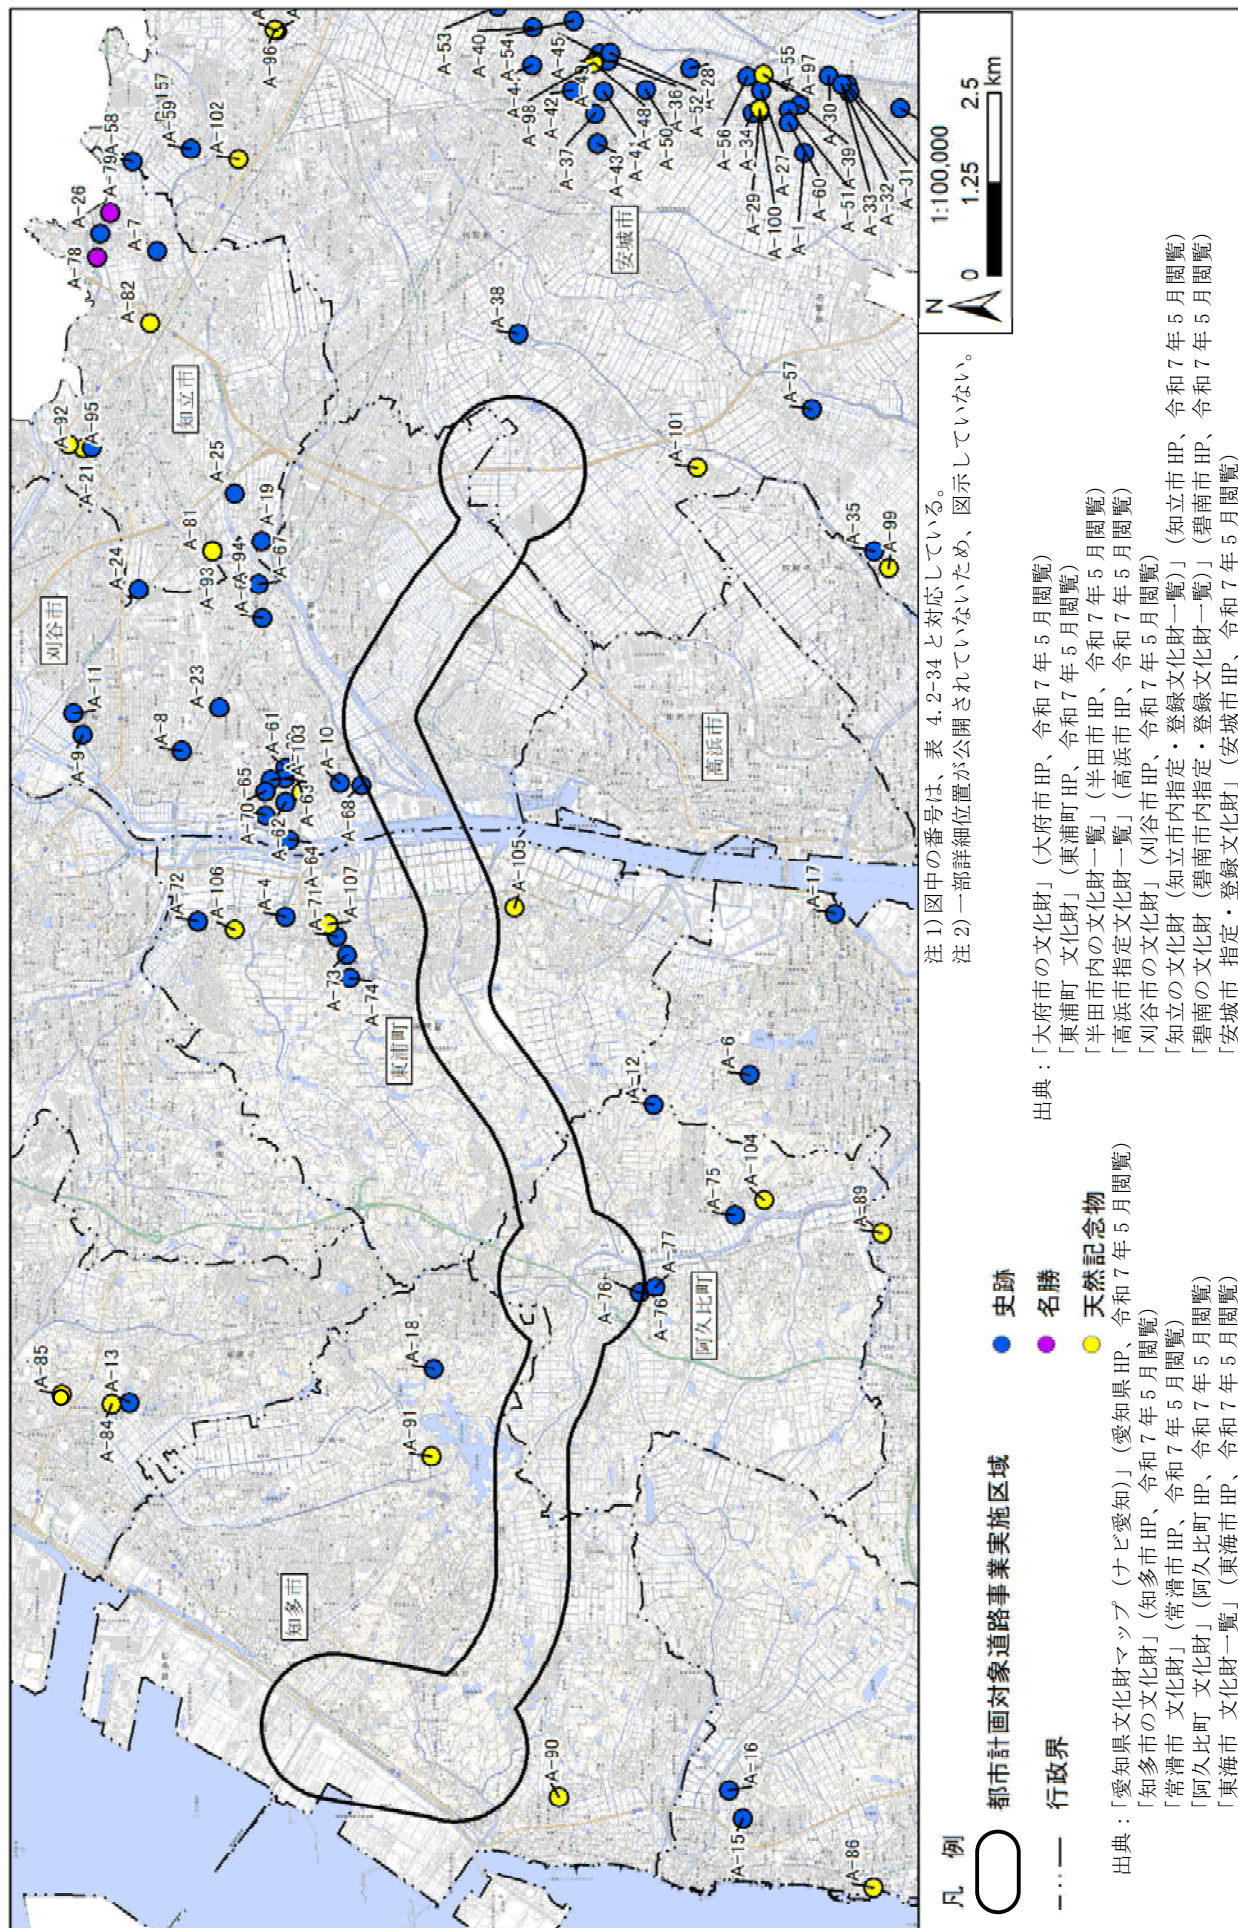 A-85
A-13
A-84
A-18
A-91
知多市
A-90
A-16
A-15
A-86
A-72
A-106
A-4
A-71
A-107
A-73
A-74
東浦町
A-105
A-17
A-12
A-6
A-75
A-104
A-89
A-76
A-77
A-76
阿久比町
A-92
A-95
A-21
知立市
A-25
A-19
A-81
A-94
A-67
A-93
A-24
刈谷市
A-11
A-9
A-8
A-23
A-61
A-103
A-10
A-65
A-70
A-63
A-62
A-68
A-64
高浜市
A-96
A-58
A-59
A-102
A-79
A-26
A-7
A-78
A-82
A-38
A-57
A-101
A-35
A-99
A-53
A-40
A-54
A-45
A-98
A-42
A-37
A-43
A-48
A-50
A-36
A-52
A-28
安城市
A-55
A-97
A-30
A-56
A-34
A-29
A-27
A-100
A-1
A-60
A-51
A-39
A-33
A-32
A-31
N
1:100,000
0 1.25 2.5
km
注1)図中の番号は、表 4.2-34 と対応している。
注2)一部詳細位置が公開されていないため、図示していない。
凡 例
都市計画対象道路事業実施区域
行政界
史跡
名勝
天然記念物
出典：「愛知県文化財マップ（ナビ愛知）」（愛知県HP、令和7年5月閲覧）
「知多市の文化財」（知多市HP、令和7年5月閲覧）
「常滑市 文化財」（常滑市HP、令和7年5月閲覧）
「阿久比町 文化財」（阿久比町HP、令和7年5月閲覧）
「東海市 文化財一覧」（東海市HP、令和7年5月閲覧）
出典：「大府市の文化財」（大府市HP、令和7年5月閲覧）
「東浦町 文化財」（東浦町HP、令和7年5月閲覧）
「半田市内の文化財一覧」（半田市HP、令和7年5月閲覧）
「高浜市指定文化財一覧」（高浜市HP、令和7年5月閲覧）
「刈谷市の文化財」（刈谷市HP、令和7年5月閲覧）
「知立の文化財（知立市内指定・登録文化財一覧）」（知立市HP、令和7年5月閲覧）
「碧南の文化財（碧南市内指定・登録文化財一覧）」（碧南市HP、令和7年5月閲覧）
「安城市 指定・登録文化財」（安城市HP、令和7年5月閲覧）